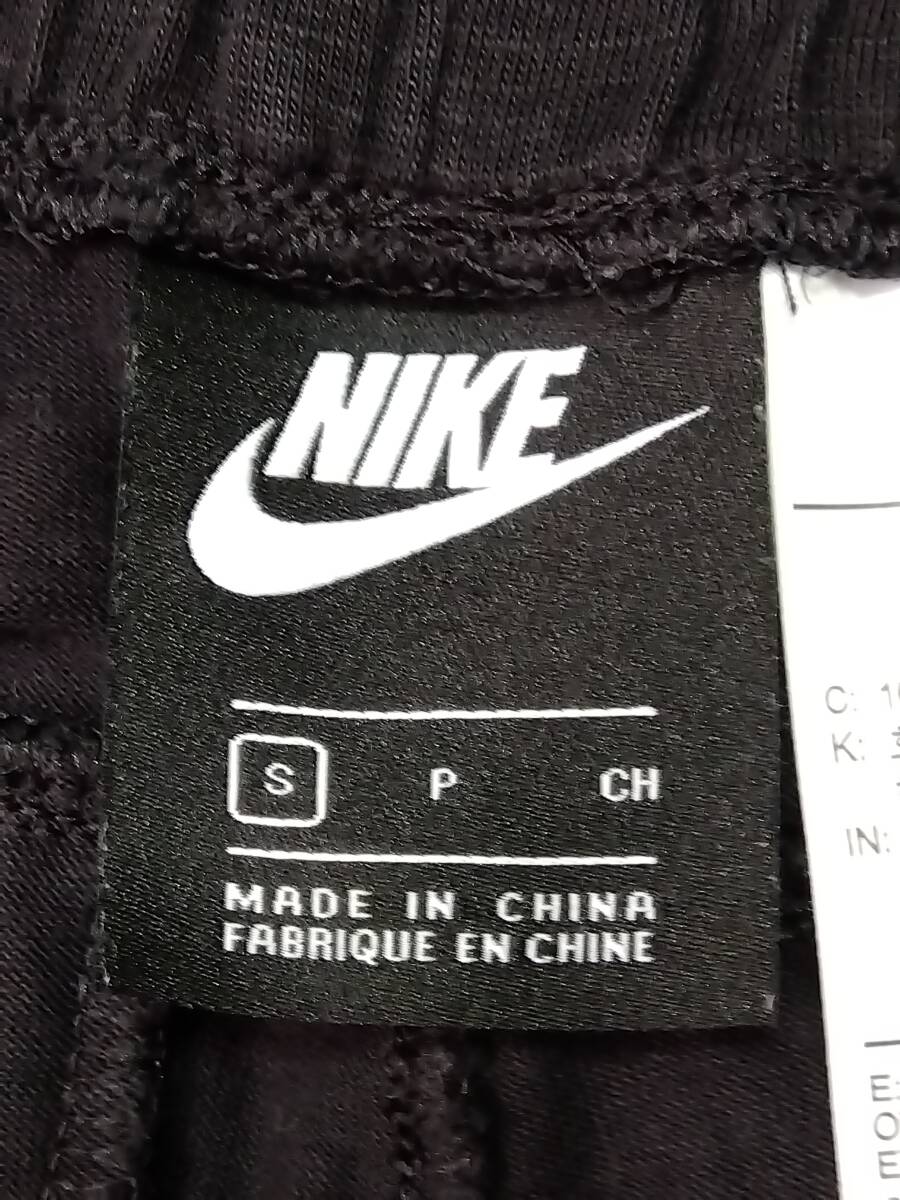 NIKE
S P CH
MADE IN CHINA
FABRIQUE EN CHINE
C:
K:
IN: